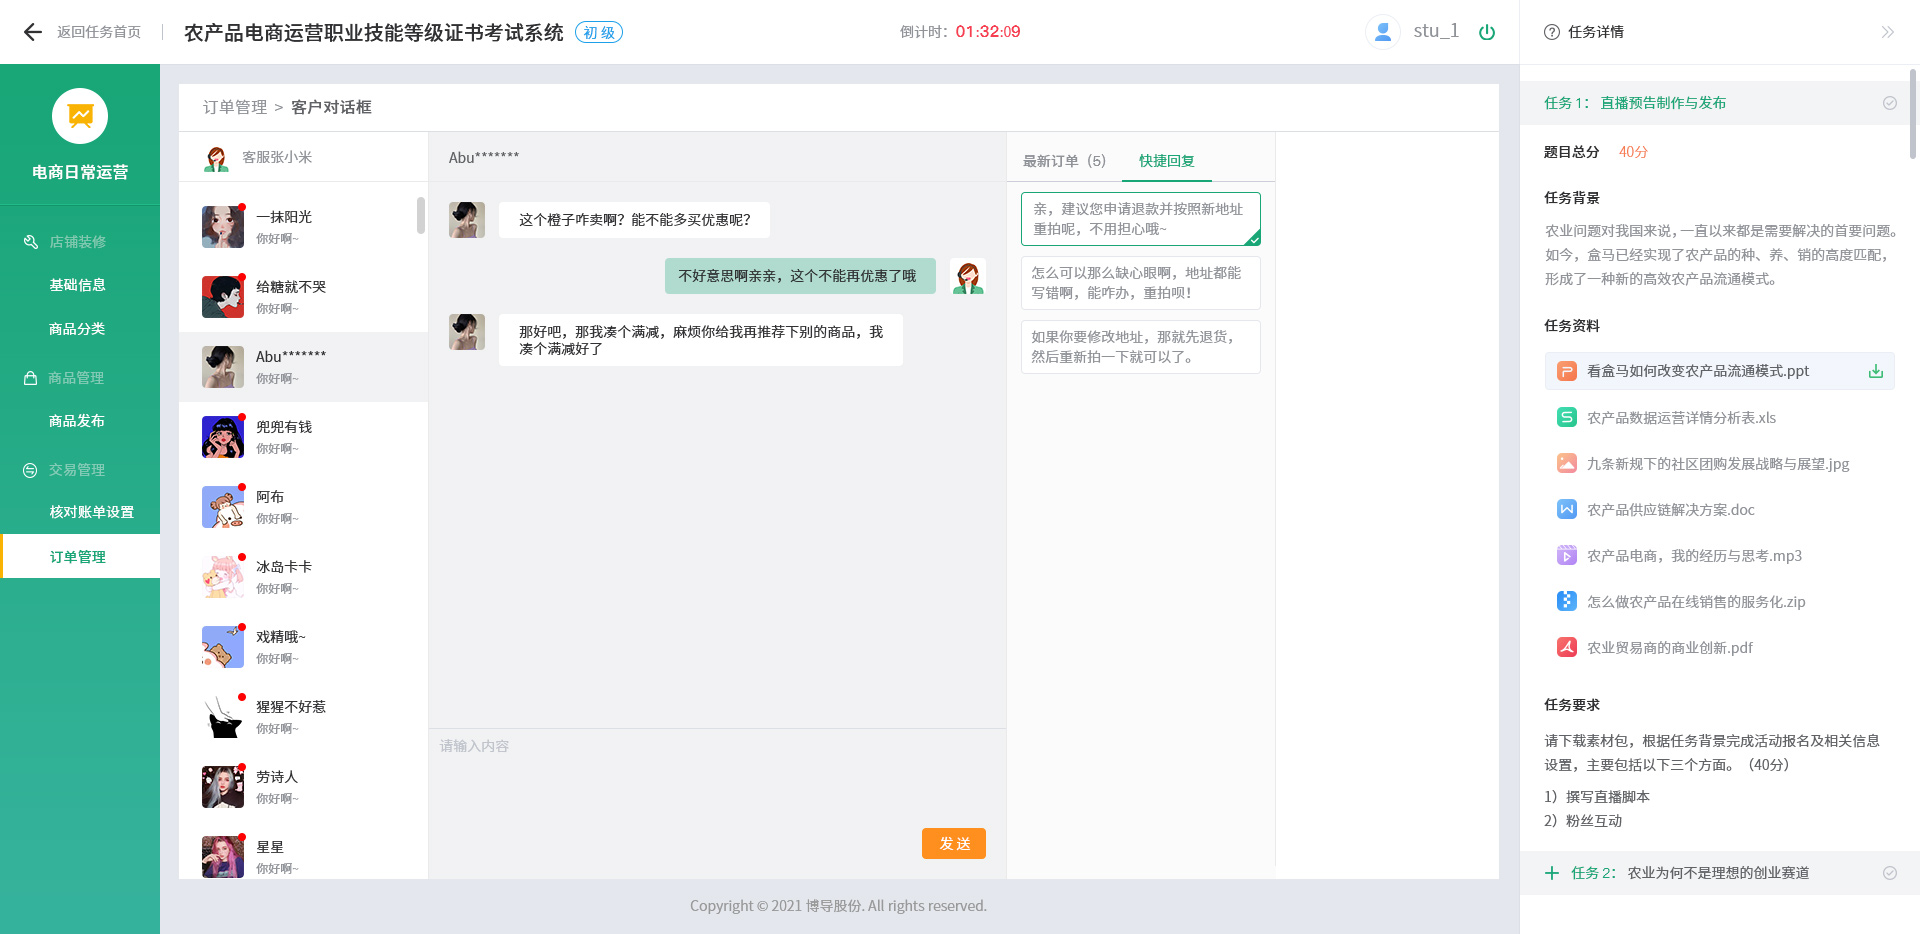 返回任务首页
农产品电商运营职业技能等级证书考试系统
初 级
倒计时：01:32:09
stu_1
任务详情
电商日常运营
店铺装修
基础信息
商品分类
商品管理
商品发布
交易管理
核对账单设置
订单管理
订单管理 > 客户对话框
客服张小米
一抹阳光
你好啊~
给糖就不哭
你好啊~
Abu*******
你好啊~
兜兜有钱
你好啊~
阿布
你好啊~
冰岛卡卡
你好啊~
戏精哦~
你好啊~
猩猩不好惹
你好啊~
劳诗人
你好啊~
星星
你好啊~
Abu*******
这个橙子咋卖啊？能不能多买优惠呢？
不好意思啊亲亲，这个不能再优惠了哦
那好吧，那我凑个满减，麻烦你给我再推荐下别的商品，我
凑个满减好了
请输入内容
发 送
最新订单（5）
快捷回复
亲，建议您申请退款并按照新地址
重拍呢，不用担心哦~
怎么可以那么缺心眼啊，地址都能
写错啊，能咋办，重拍呗！
如果你要修改地址，那就先退货，
然后重新拍一下就可以了。
任务 1： 直播预告制作与发布
题目总分 40分
任务背景
农业问题对我国来说，一直以来都是需要解决的首要问题。
如今，盒马已经实现了农产品的种、养、销的高度匹配，
形成了一种新的高效农产品流通模式。
任务资料
看盒马如何改变农产品流通模式.ppt
农产品数据运营详情分析表.xls
九条新规下的社区团购发展战略与展望.jpg
农产品供应链解决方案.doc
农产品电商，我的经历与思考.mp3
怎么做农产品在线销售的服务化.zip
农业贸易商的商业创新.pdf
任务要求
请下载素材包，根据任务背景完成活动报名及相关信息
设置，主要包括以下三个方面。（40分）
1）撰写直播脚本
2）粉丝互动
任务 2： 农业为何不是理想的创业赛道
Copyright © 2021 博导股份. All rights reserved.